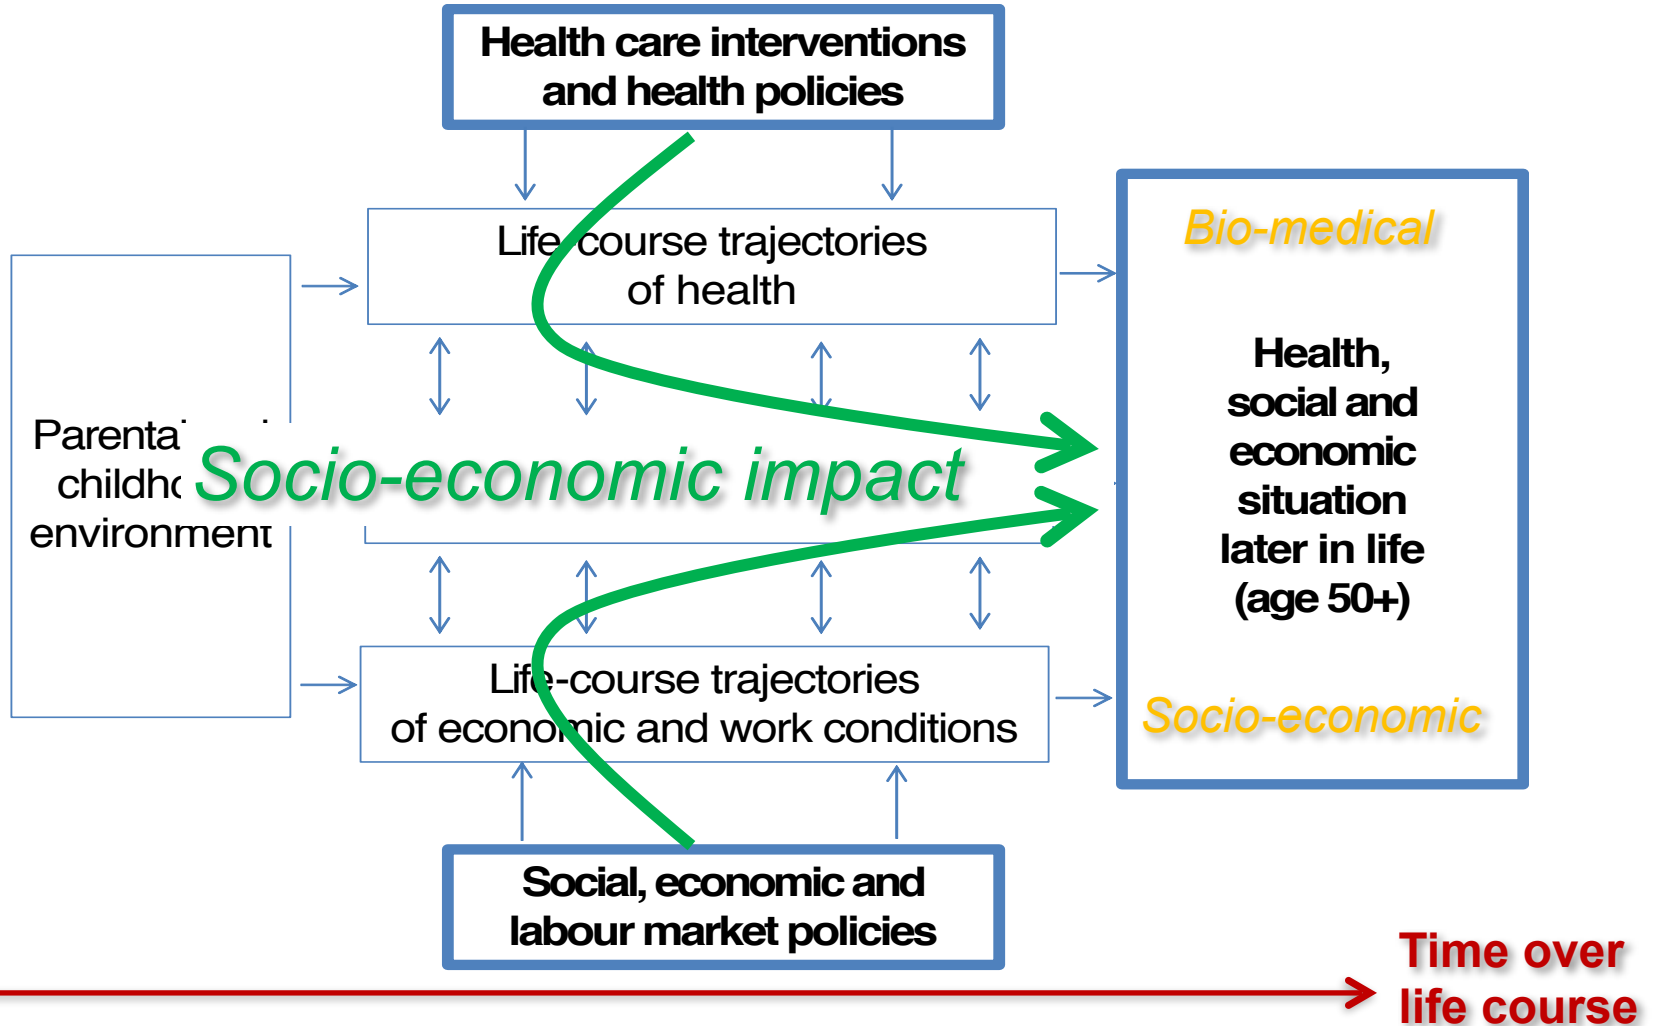 Health care interventions
and health policies
Life-course trajectories
of health
Bio-medical
Health,
social and
economic
situation
later in life
(age 50+)
Socio-economic
childho
environment
Socio-economic impact
Life-course trajectories
of economic and work conditions
Social, economic and
labour market policies
Time over
life course